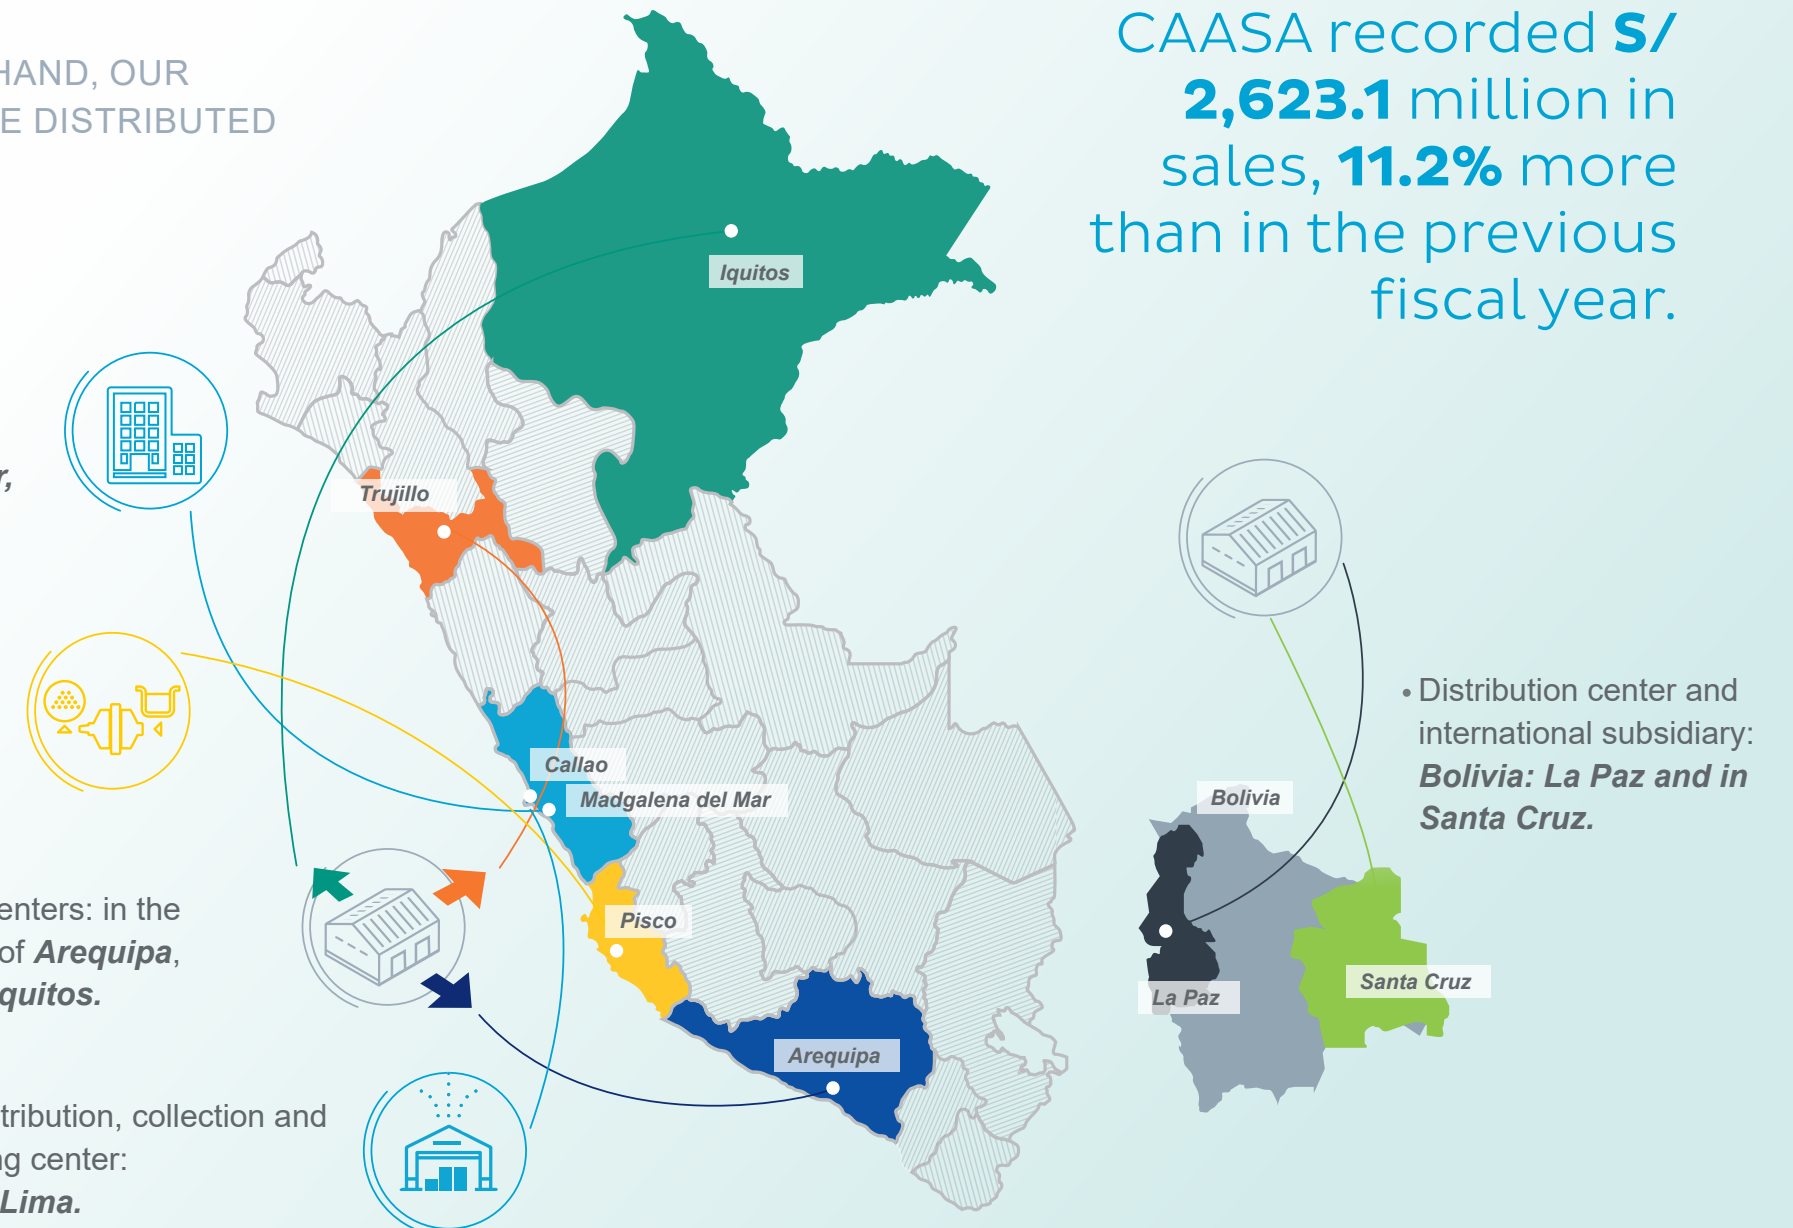 HAND, OUR
E DISTRIBUTED
CAASA recorded S/
2,623.1 million in
sales, 11.2% more
than in the previous
fiscal year.
Iquitos
r,
Trujillo
Callao
Madgalena del Mar
Pisco
Arequipa
enters: in the
of Arequipa,
quitos.
tribution, collection and
ng center:
Lima.
• Distribution center and
international subsidiary:
Bolivia: La Paz and in
Santa Cruz.
Bolivia
La Paz
Santa Cruz